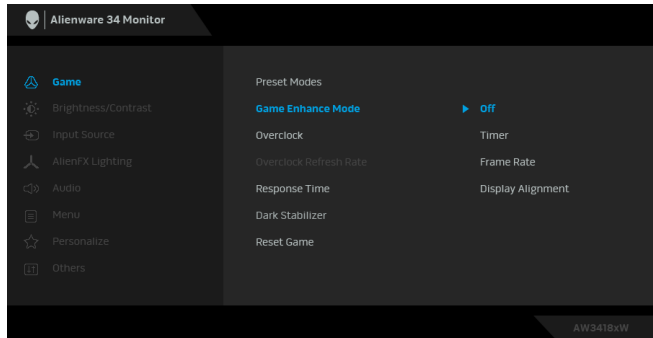 Alienware 34 Monitor
Game
Brightness/Contrast
Input Source
AlienFX Lighting
Audio
Menu
Personalize
Others
Preset Modes
Game Enhance Mode
Overclock
Overclock Refresh Rate
Response Time
Dark Stabilizer
Reset Game
Off
Timer
Frame Rate
Display Alignment
AW3418xW